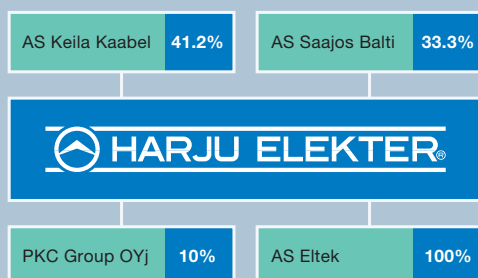 AS Keila Kaabel 41.2% AS Saajos Balti 33.3%
HARJU ELEKTER®
PKC Group OYj 10% AS Eltek 100%